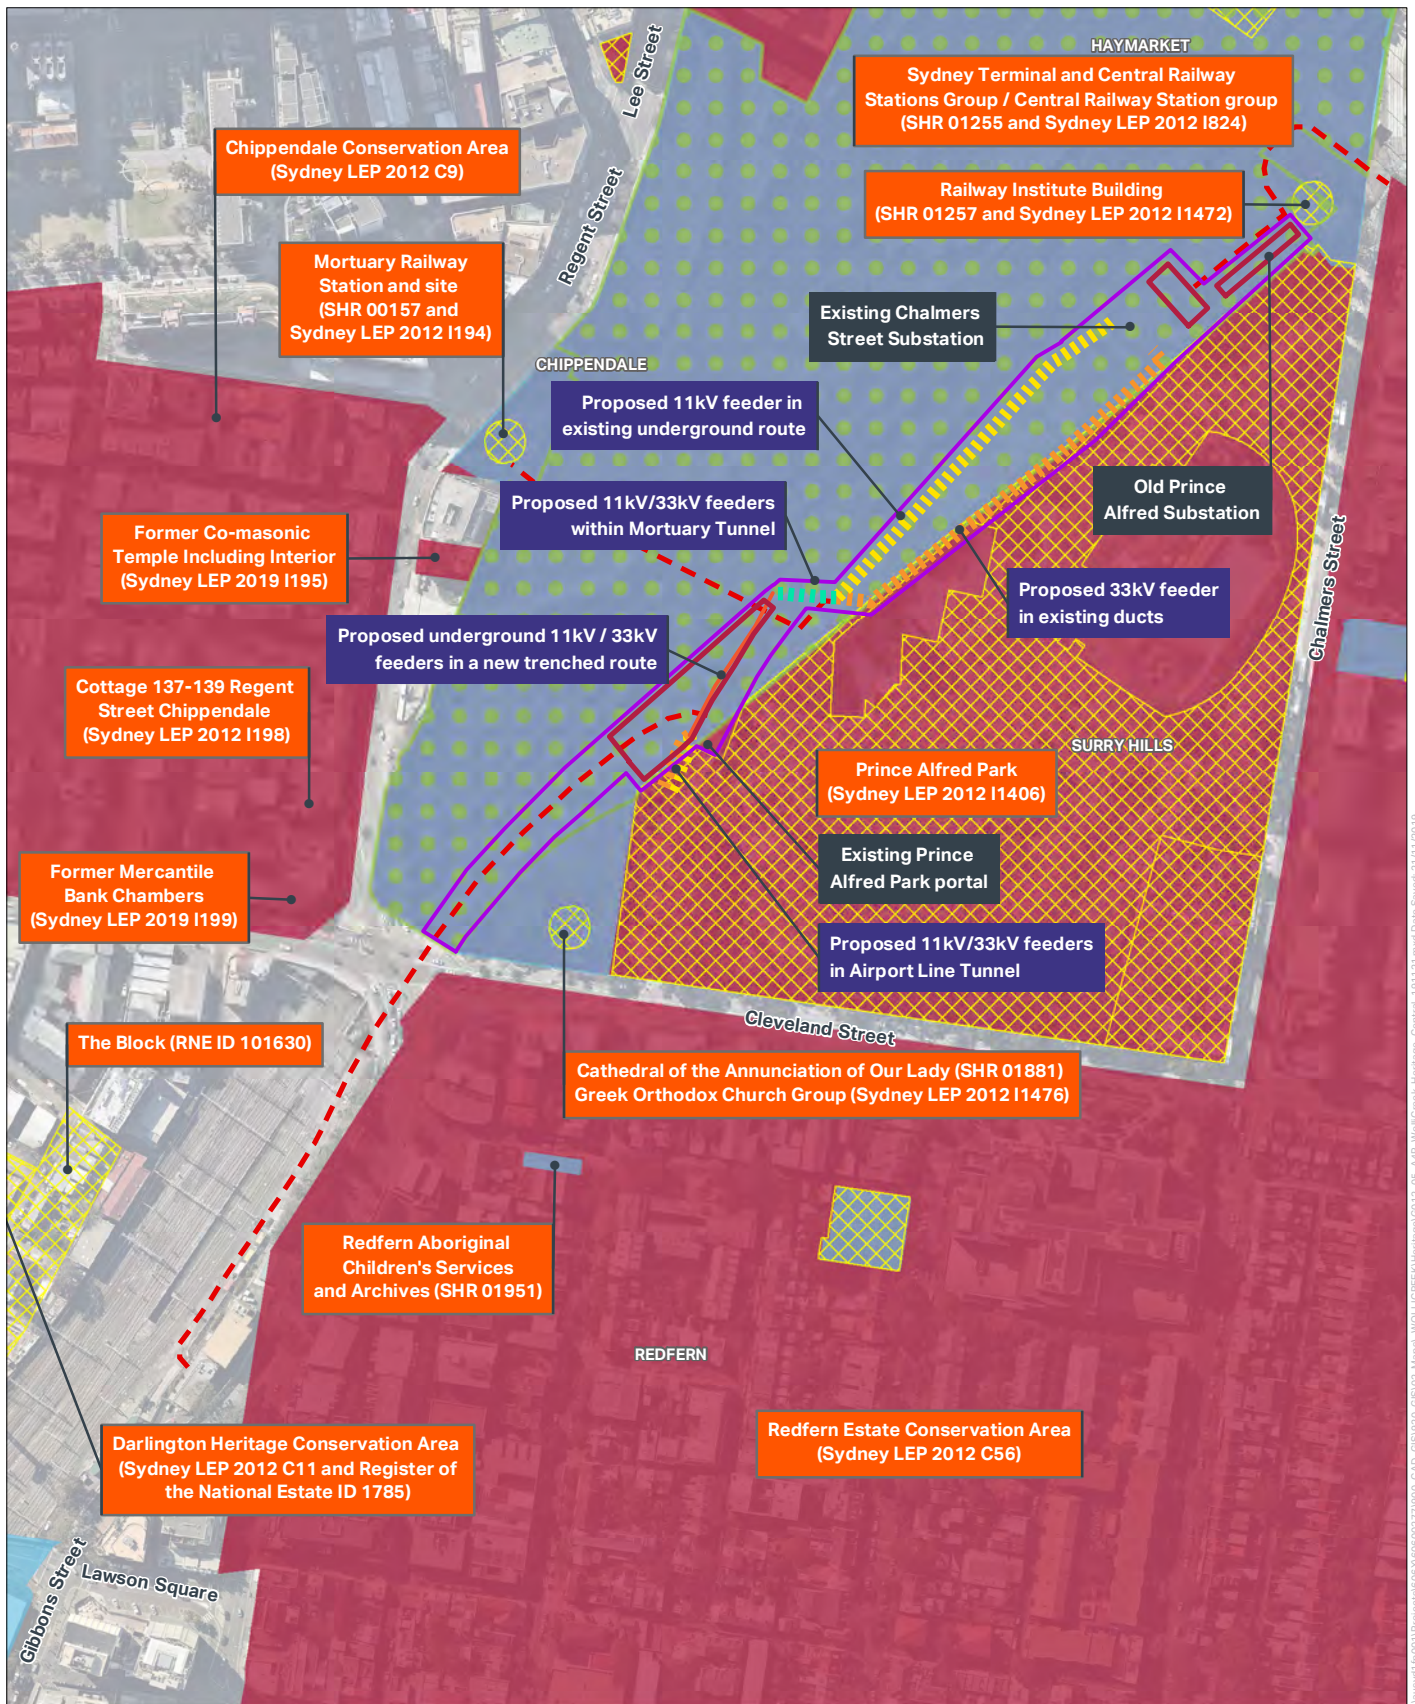 HAYMARKET
Sydney Terminal and Central Railway
Stations Group / Central Railway Station group
(SHR 01255 and Sydney LEP 2012 I824)
Lee Street
Chippendale Conservation Area
(Sydney LEP 2012 C9)
Railway Institute Building
(SHR 01257 and Sydney LEP 2012 I1472)
Regent Street
Mortuary Railway
Station and site
(SHR 00157 and
Sydney LEP 2012 I194)
Existing Chalmers
Street Substation
CHIPPENDALE
Proposed 11kV feeder in
existing underground route
Old Prince
Alfred Substation
Proposed 11kV/33kV feeders
within Mortuary Tunnel
Former Co-masonic
Temple Including Interior
(Sydney LEP 2019 I195)
Chalmers Street
Proposed 33kV feeder
in existing ducts
Proposed underground 11kV / 33kV
feeders in a new trenched route
Cottage 137-139 Regent
Street Chippendale
(Sydney LEP 2012 I198)
SURRY HILLS
Prince Alfred Park
(Sydney LEP 2012 I1406)
Existing Prince
Alfred Park portal
Former Mercantile
Bank Chambers
(Sydney LEP 2019 I199)
Proposed 11kV/33kV feeders
in Airport Line Tunnel
Cleveland Street
The Block (RNE ID 101630)
Cathedral of the Annunciation of Our Lady (SHR 01881)
Greek Orthodox Church Group (Sydney LEP 2012 I1476)
Redfern Aboriginal
Children's Services
and Archives (SHR 01951)
REDFERN
Redfern Estate Conservation Area
(Sydney LEP 2012 C56)
Darlington Heritage Conservation Area
(Sydney LEP 2012 C11 and Register of
the National Estate ID 1785)
Gibbons Street
Lawson Square